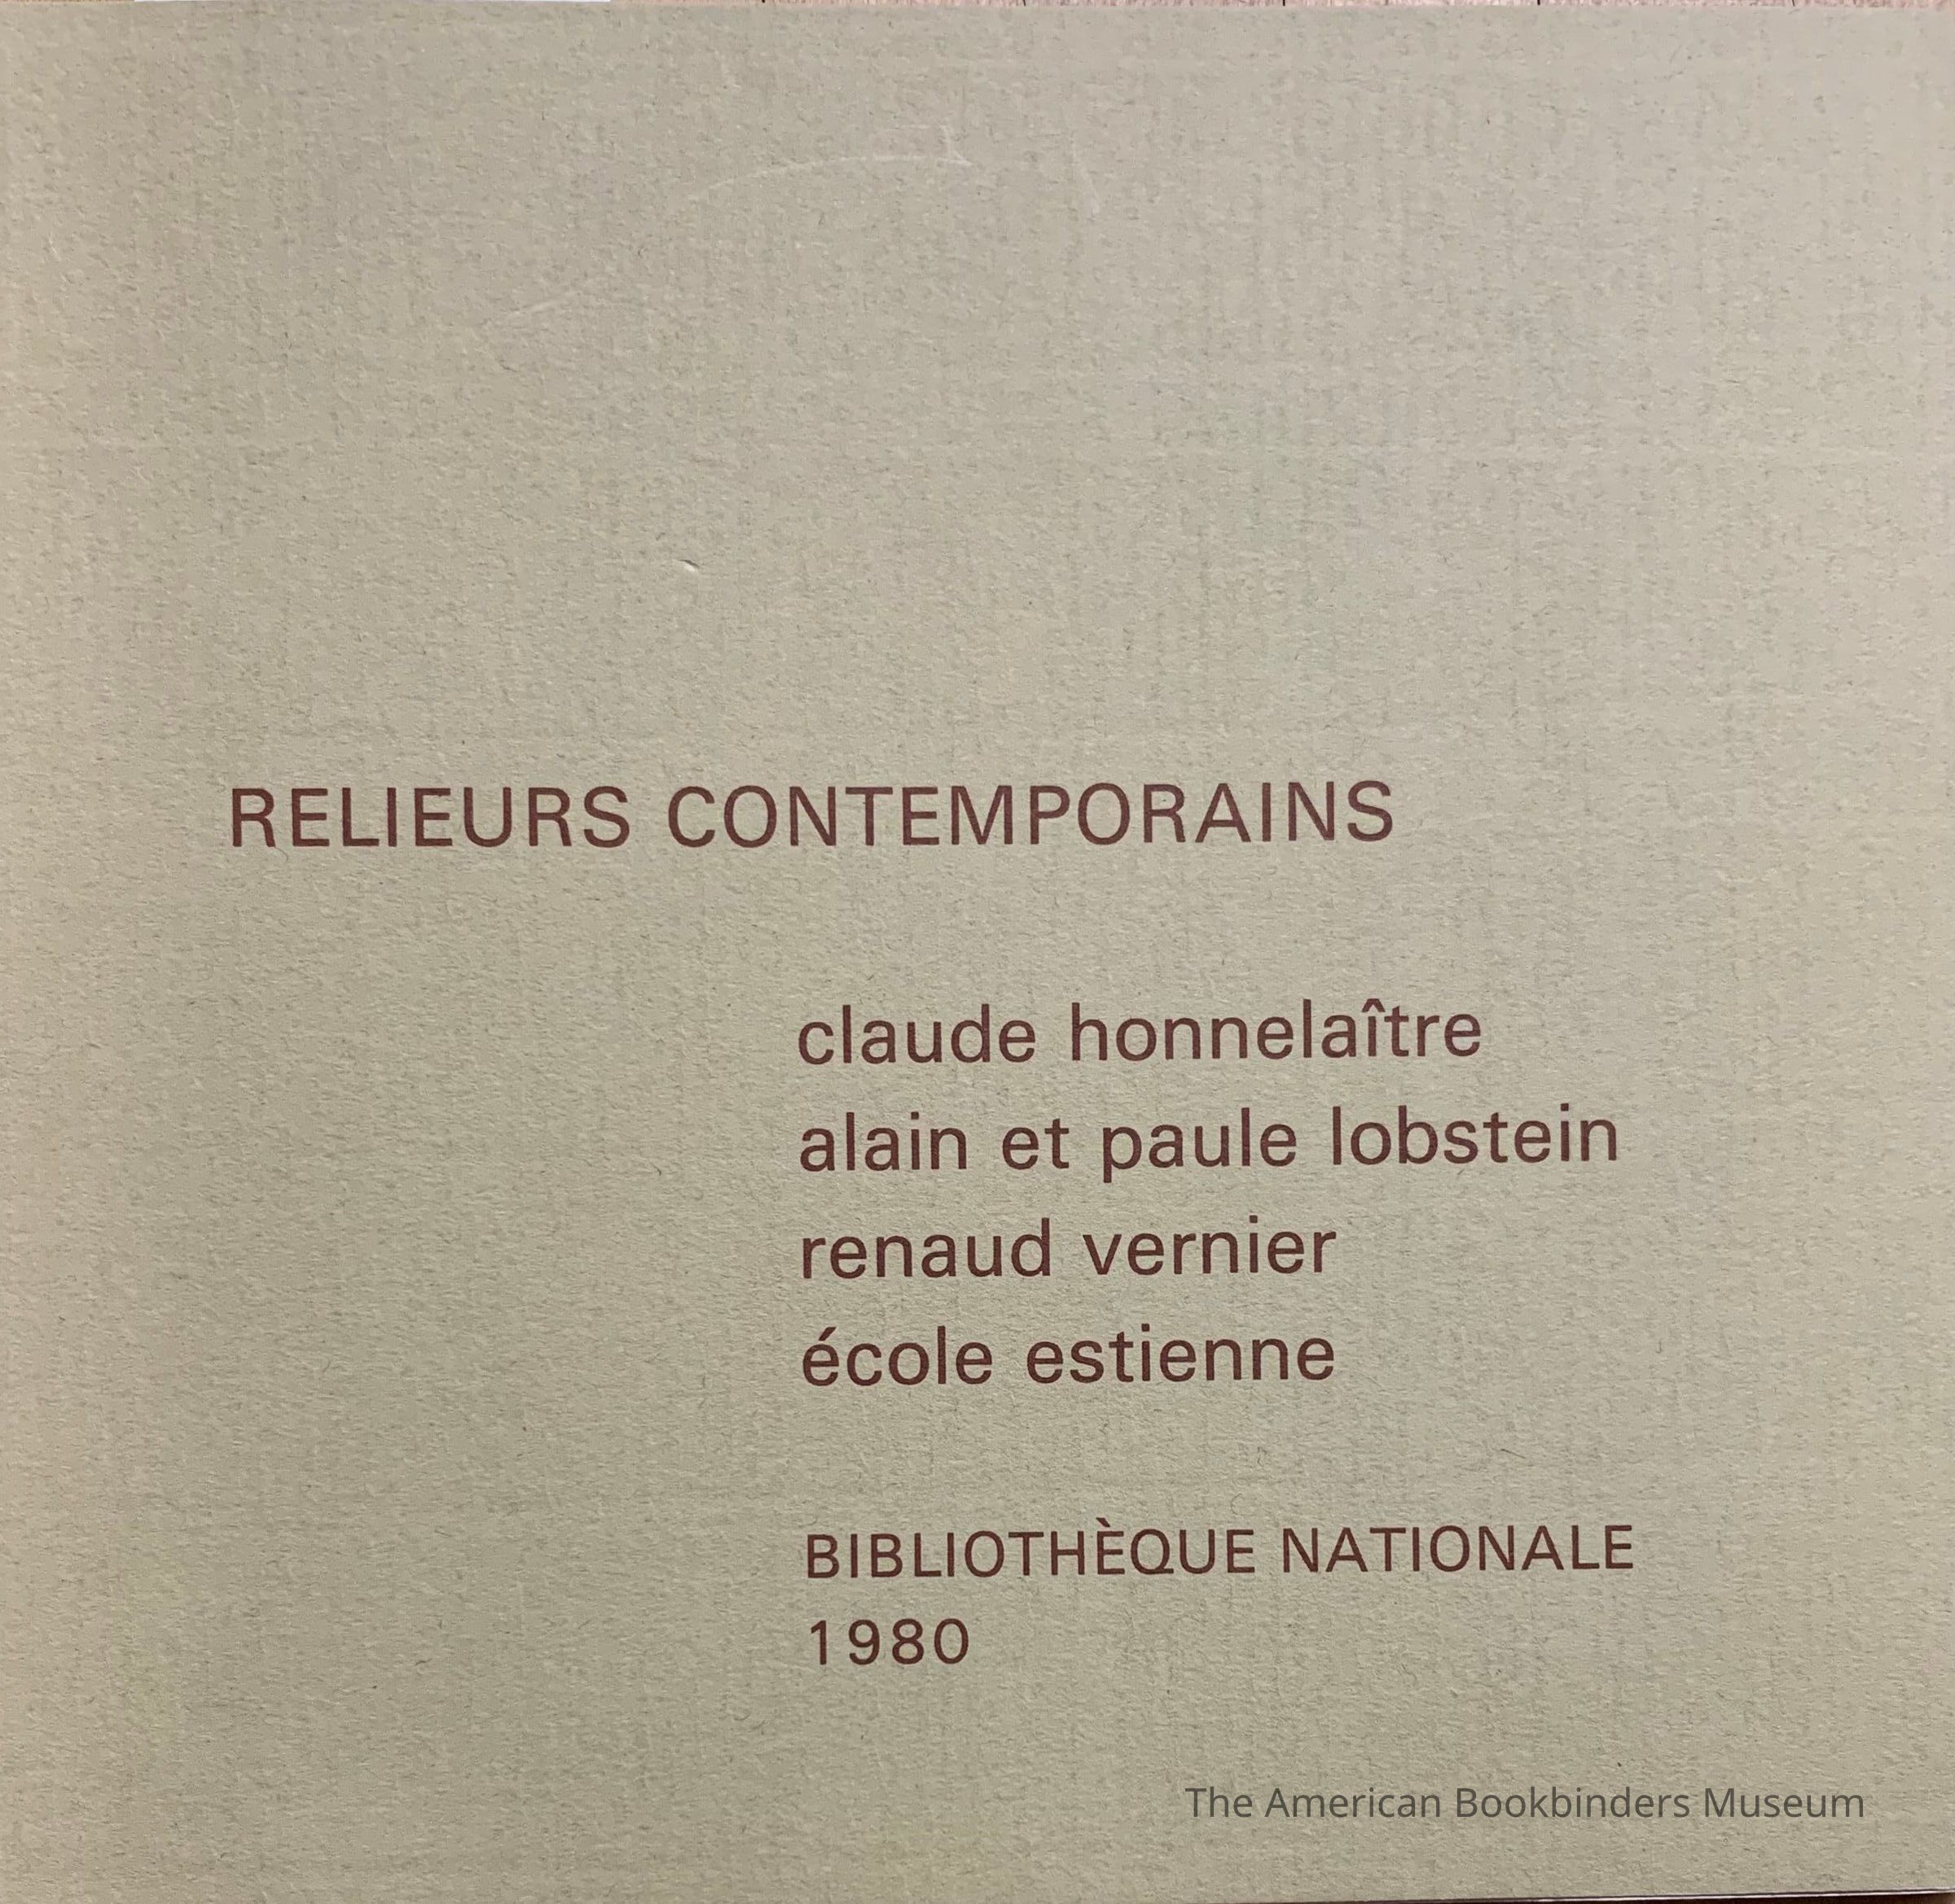 RELIEURS CONTEMPORAINS
claude honnelaître
alain et paule lobstein
renaud vernier
école estienne
BIBLIOTHÈQUE NATIONALE
1980
The American Bookbinders Museum